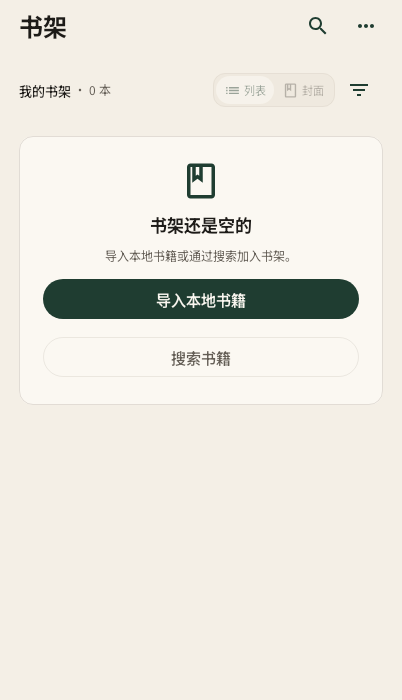 书架
我的书架 · 0 本
列表
封面
书架还是空的
导入本地书籍或通过搜索加入书架。
导入本地书籍
搜索书籍